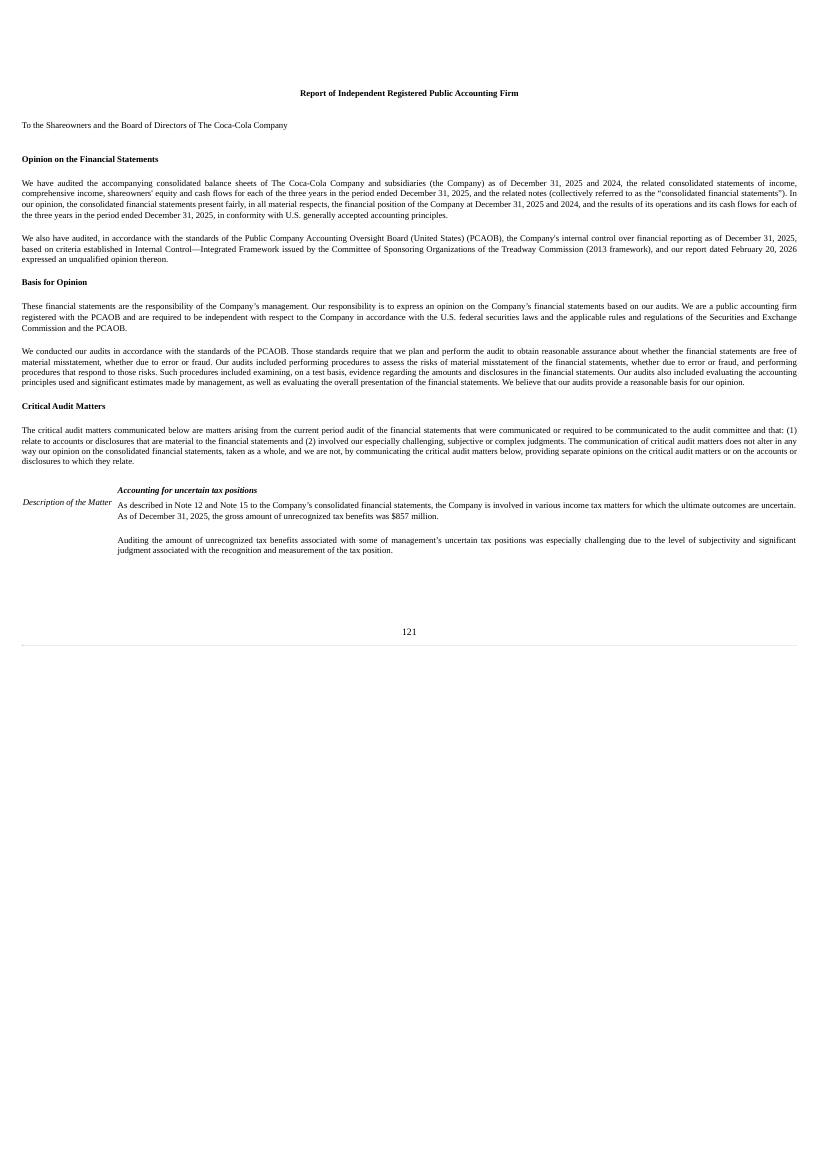 Report of Independent Registered Public Accounting Firm
To the Shareowners and the Board of Directors of The Coca-Cola Company
Opinion on the Financial Statements
We have audited the accompanying consolidated balance sheets of The Coca-Cola Company and subsidiaries (the Company) as of December 31, 2025 and 2024, the related consolidated statements of income,
comprehensive income, shareowners' equity and cash flows for each of the three years in the period ended December 31, 2025, and the related notes (collectively referred to as the “consolidated financial statements”). In
our opinion, the consolidated financial statements present fairly, in all material respects, the financial position of the Company at December 31, 2025 and 2024, and the results of its operations and its cash flows for each of
the three years in the period ended December 31, 2025, in conformity with U.S. generally accepted accounting principles.
We also have audited, in accordance with the standards of the Public Company Accounting Oversight Board (United States) (PCAOB), the Company's internal control over financial reporting as of December 31, 2025,
based on criteria established in Internal Control—Integrated Framework issued by the Committee of Sponsoring Organizations of the Treadway Commission (2013 framework), and our report dated February 20, 2026
expressed an unqualified opinion thereon.
Basis for Opinion
These financial statements are the responsibility of the Company’s management. Our responsibility is to express an opinion on the Company’s financial statements based on our audits. We are a public accounting firm
registered with the PCAOB and are required to be independent with respect to the Company in accordance with the U.S. federal securities laws and the applicable rules and regulations of the Securities and Exchange
Commission and the PCAOB.
We conducted our audits in accordance with the standards of the PCAOB. Those standards require that we plan and perform the audit to obtain reasonable assurance about whether the financial statements are free of
material misstatement, whether due to error or fraud. Our audits included performing procedures to assess the risks of material misstatement of the financial statements, whether due to error or fraud, and performing
procedures that respond to those risks. Such procedures included examining, on a test basis, evidence regarding the amounts and disclosures in the financial statements. Our audits also included evaluating the accounting
principles used and significant estimates made by management, as well as evaluating the overall presentation of the financial statements. We believe that our audits provide a reasonable basis for our opinion.
Critical Audit Matters
The critical audit matters communicated below are matters arising from the current period audit of the financial statements that were communicated or required to be communicated to the audit committee and that: (1)
relate to accounts or disclosures that are material to the financial statements and (2) involved our especially challenging, subjective or complex judgments. The communication of critical audit matters does not alter in any
way our opinion on the consolidated financial statements, taken as a whole, and we are not, by communicating the critical audit matters below, providing separate opinions on the critical audit matters or on the accounts or
disclosures to which they relate.
Accounting for uncertain tax positions
Description of the Matter
As described in Note 12 and Note 15 to the Company’s consolidated financial statements, the Company is involved in various income tax matters for which the ultimate outcomes are uncertain.
As of December 31, 2025, the gross amount of unrecognized tax benefits was $857 million.
Auditing the amount of unrecognized tax benefits associated with some of management’s uncertain tax positions was especially challenging due to the level of subjectivity and significant
judgment associated with the recognition and measurement of the tax position.
121